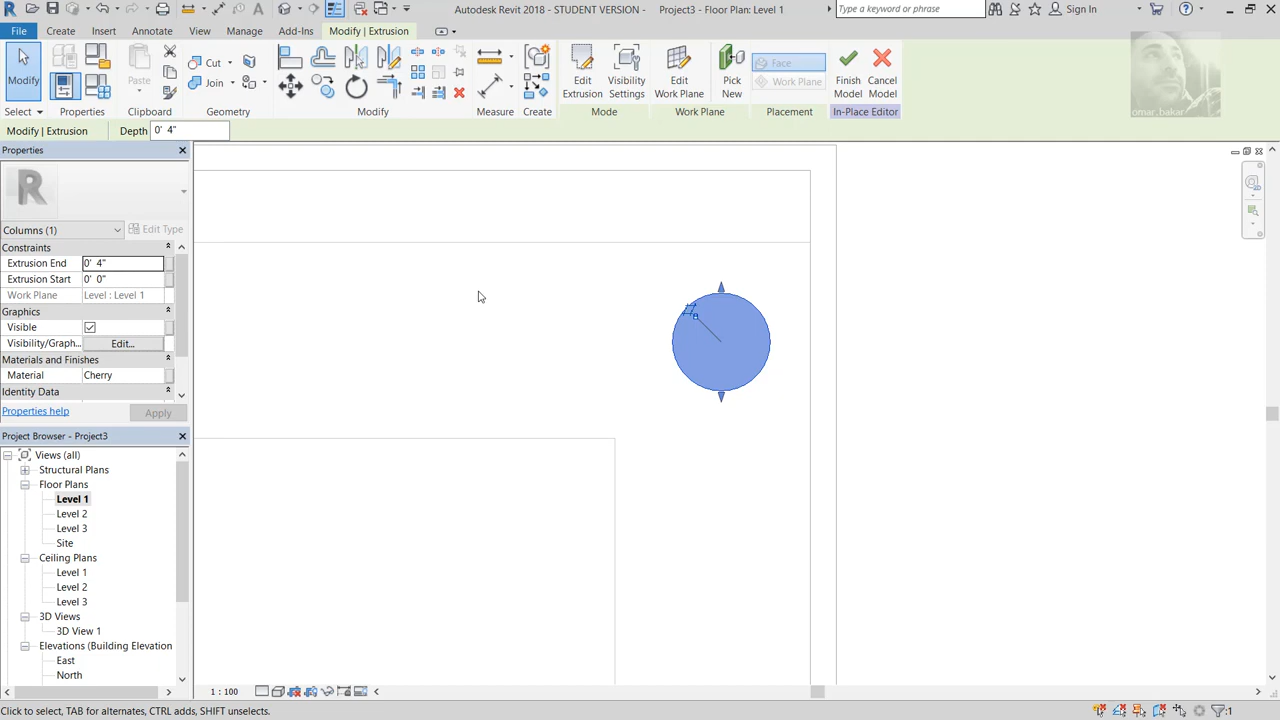 Autodesk Revit 2018 - STUDENT VERSION - Project3 - Floor Plan: Level 1
Type a keyword or phrase
Sign In
File Create Insert Annotate View Manage Add-Ins Modify | Extrusion
Modify
Paste
Cut
Join
Edit Extrusion
Visibility Settings
Edit Work Plane
Pick New
Face
Work Plane
Finish Model
Cancel Model
omar_bakar
Select Properties Clipboard Geometry Modify Measure Create Mode Work Plane Placement In-Place Editor
Modify | Extrusion Depth 0' 4"
Properties
R
Columns (1) Edit Type
Constraints
Extrusion End 0' 4"
Extrusion Start 0' 0"
Work Plane Level : Level 1
Graphics
Visible
Visibility/Graph... Edit...
Materials and Finishes
Material Cherry
Identity Data
Properties help Apply
Project Browser - Project3
Views (all)
Structural Plans
Floor Plans
Level 1
Level 2
Level 3
Site
Ceiling Plans
Level 1
Level 2
Level 3
3D Views
3D View 1
Elevations (Building Elevation
East
North
1 : 100
Click to select, TAB for alternates, CTRL adds, SHIFT unselects.
:1